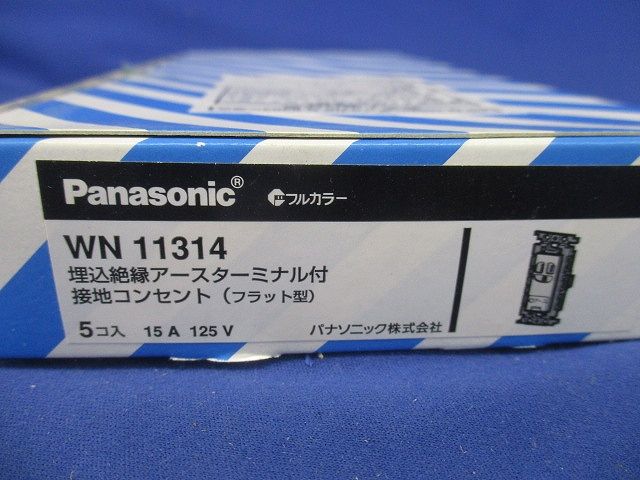 Panasonic® フルカラー
WN 11314
埋込絶縁アースターミナル付
接地コンセント（フラット型）
5コ入 15 A 125 V
パナソニック株式会社